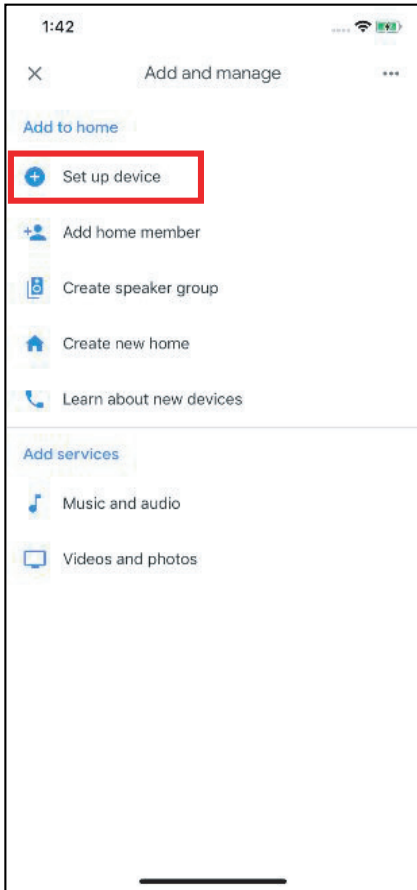 1:42
Add and manage
Add to home
Set up device
Add home member
Create speaker group
Create new home
Learn about new devices
Add services
Music and audio
Videos and photos